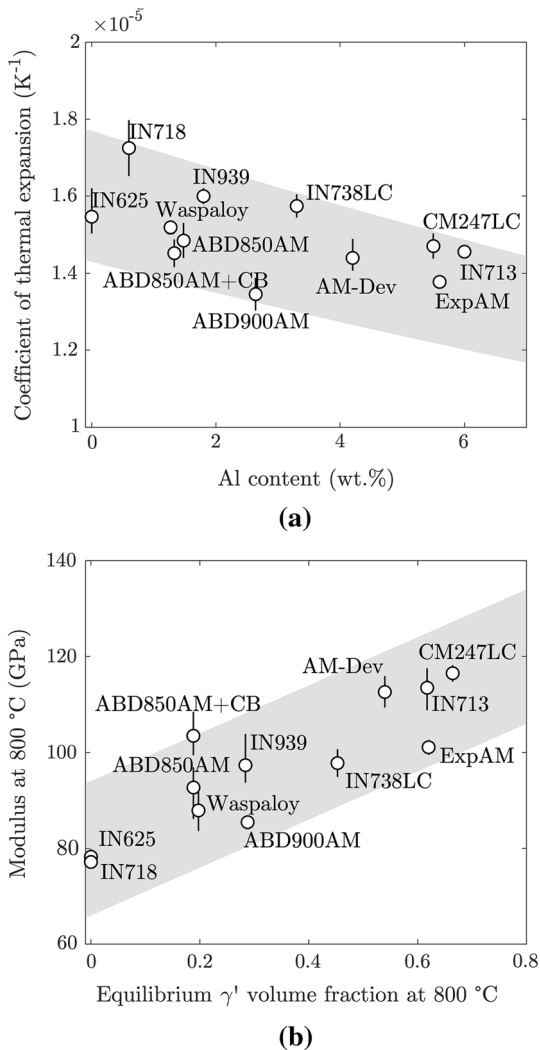 ×10⁻⁵
2
1.8
1.6
1.4
1.2
1
Coefficient of thermal expansion (K⁻¹)
IN718
IN939
IN738LC
IN625
Waspaloy
CM247LC
ABD850AM
ABD850AM+CB
AM-Dev
IN713
ExpAM
ABD900AM
0 2 4 6
Al content (wt.%)
(a)
140
120
100
80
60
Modulus at 800 °C (GPa)
CM247LC
AM-Dev
ABD850AM+CB
IN713
IN939
ExpAM
ABD850AM
IN738LC
Waspaloy
IN625
ABD900AM
IN718
0 0.2 0.4 0.6 0.8
Equilibrium γ' volume fraction at 800 °C
(b)